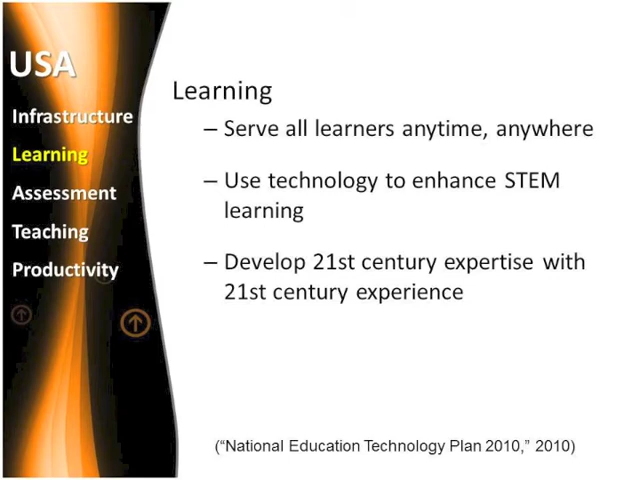 USA
Infrastructure
Learning
Assessment
Teaching
Productivity
Learning
– Serve all learners anytime, anywhere
– Use technology to enhance STEM
learning
– Develop 21st century expertise with
21st century experience
(“National Education Technology Plan 2010,” 2010)